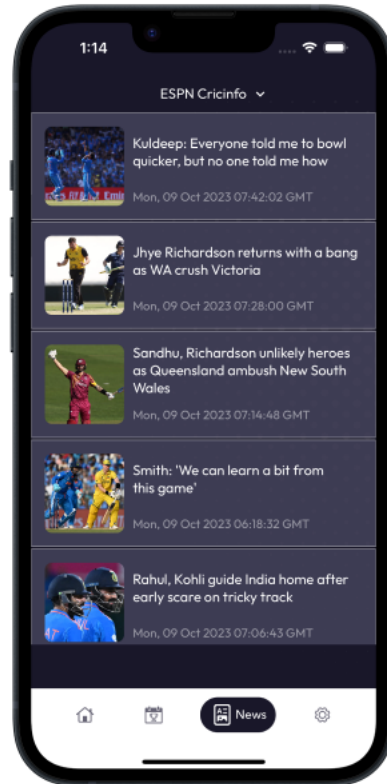 1:14
ESPN Cricinfo
Kuldeep: Everyone told me to bowl
quicker, but no one told me how
Mon, 09 Oct 2023 07:42:02 GMT
Jhye Richardson returns with a bang
as WA crush Victoria
Mon, 09 Oct 2023 07:28:00 GMT
Sandhu, Richardson unlikely heroes
as Queensland ambush New South
Wales
Mon, 09 Oct 2023 07:14:48 GMT
Smith: 'We can learn a bit from
this game'
Mon, 09 Oct 2023 06:18:32 GMT
Rahul, Kohli guide India home after
early scare on tricky track
Mon, 09 Oct 2023 07:06:43 GMT
News